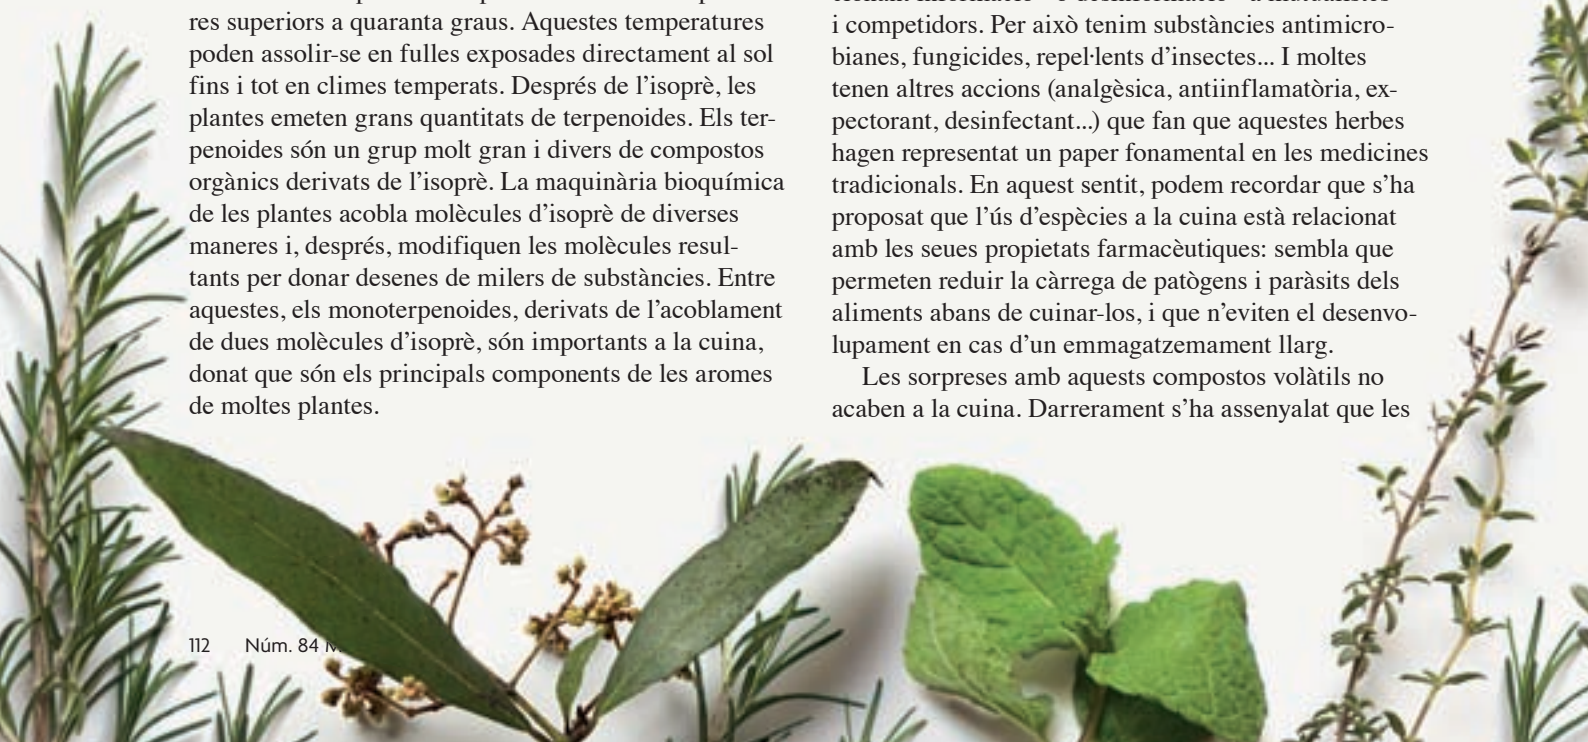 res superiors a quaranta graus. Aquestes temperatures
poden assolir-se en fulles exposades directament al sol
fins i tot en climes temperats. Després de l’isoprè, les
plantes emeten grans quantitats de terpenoides. Els ter-
penoides són un grup molt gran i divers de compostos
orgànics derivats de l’isoprè. La maquinària bioquímica
de les plantes acobla molècules d’isoprè de diverses
maneres i, després, modifiquen les molècules resul-
tants per donar desenes de milers de substàncies. Entre
aquestes, els monoterpenoides, derivats de l’acoblament
de dues molècules d’isoprè, són importants a la cuina,
donat que són els principals components de les aromes
de moltes plantes.
i competidors. Per això tenim substàncies antimicro-
bianes, fungicides, repel·lents d’insectes... I moltes
tenen altres accions (analgèsica, antiinflamatòria, ex-
pectorant, desinfectant...) que fan que aquestes herbes
hagen representat un paper fonamental en les medicines
tradicionals. En aquest sentit, podem recordar que s’ha
proposat que l’ús d’espècies a la cuina està relacionat
amb les seues propietats farmacèutiques: sembla que
permeten reduir la càrrega de patògens i paràsits dels
aliments abans de cuinar-los, i que n’eviten el desenvo-
lupament en cas d’un emmagatzemament llarg.
Les sorpreses amb aquests compostos volàtils no
acaben a la cuina. Darrerament s’ha assenyalat que les
112 Núm. 84